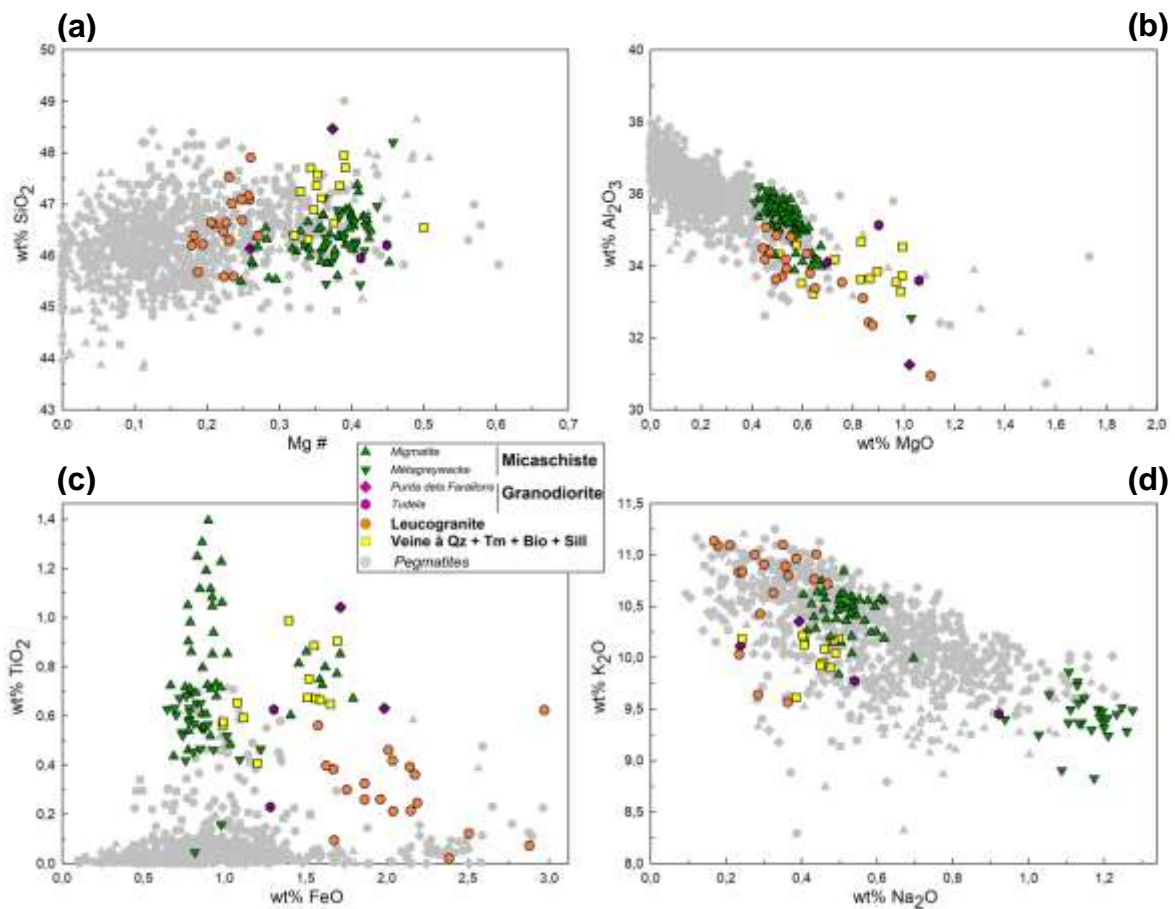 (a)
(b)
50
49
48
47
46
45
44
43
wt% SiO₂
0,0 0,1 0,2 0,3 0,4 0,5 0,6 0,7
Mg #
40
38
36
34
32
30
wt% Al₂O₃
0,0 0,2 0,4 0,6 0,8 1,0 1,2 1,4 1,6 1,8 2,0
wt% MgO
Migmatite
Métagreywacke
Micaschiste
Punta dels Farallons
Tudela
Granodiorite
Leucogranite
Veine à Qz + Tm + Bio + Sill
Pegmatites
(c)
(d)
1,4
1,2
1,0
0,8
0,6
0,4
0,2
0,0
wt% TiO₂
0,0 0,5 1,0 1,5 2,0 2,5 3,0
wt% FeO
11,5
11,0
10,5
10,0
9,5
9,0
8,5
8,0
wt% K₂O
0,0 0,2 0,4 0,6 0,8 1,0 1,2
wt% Na₂O